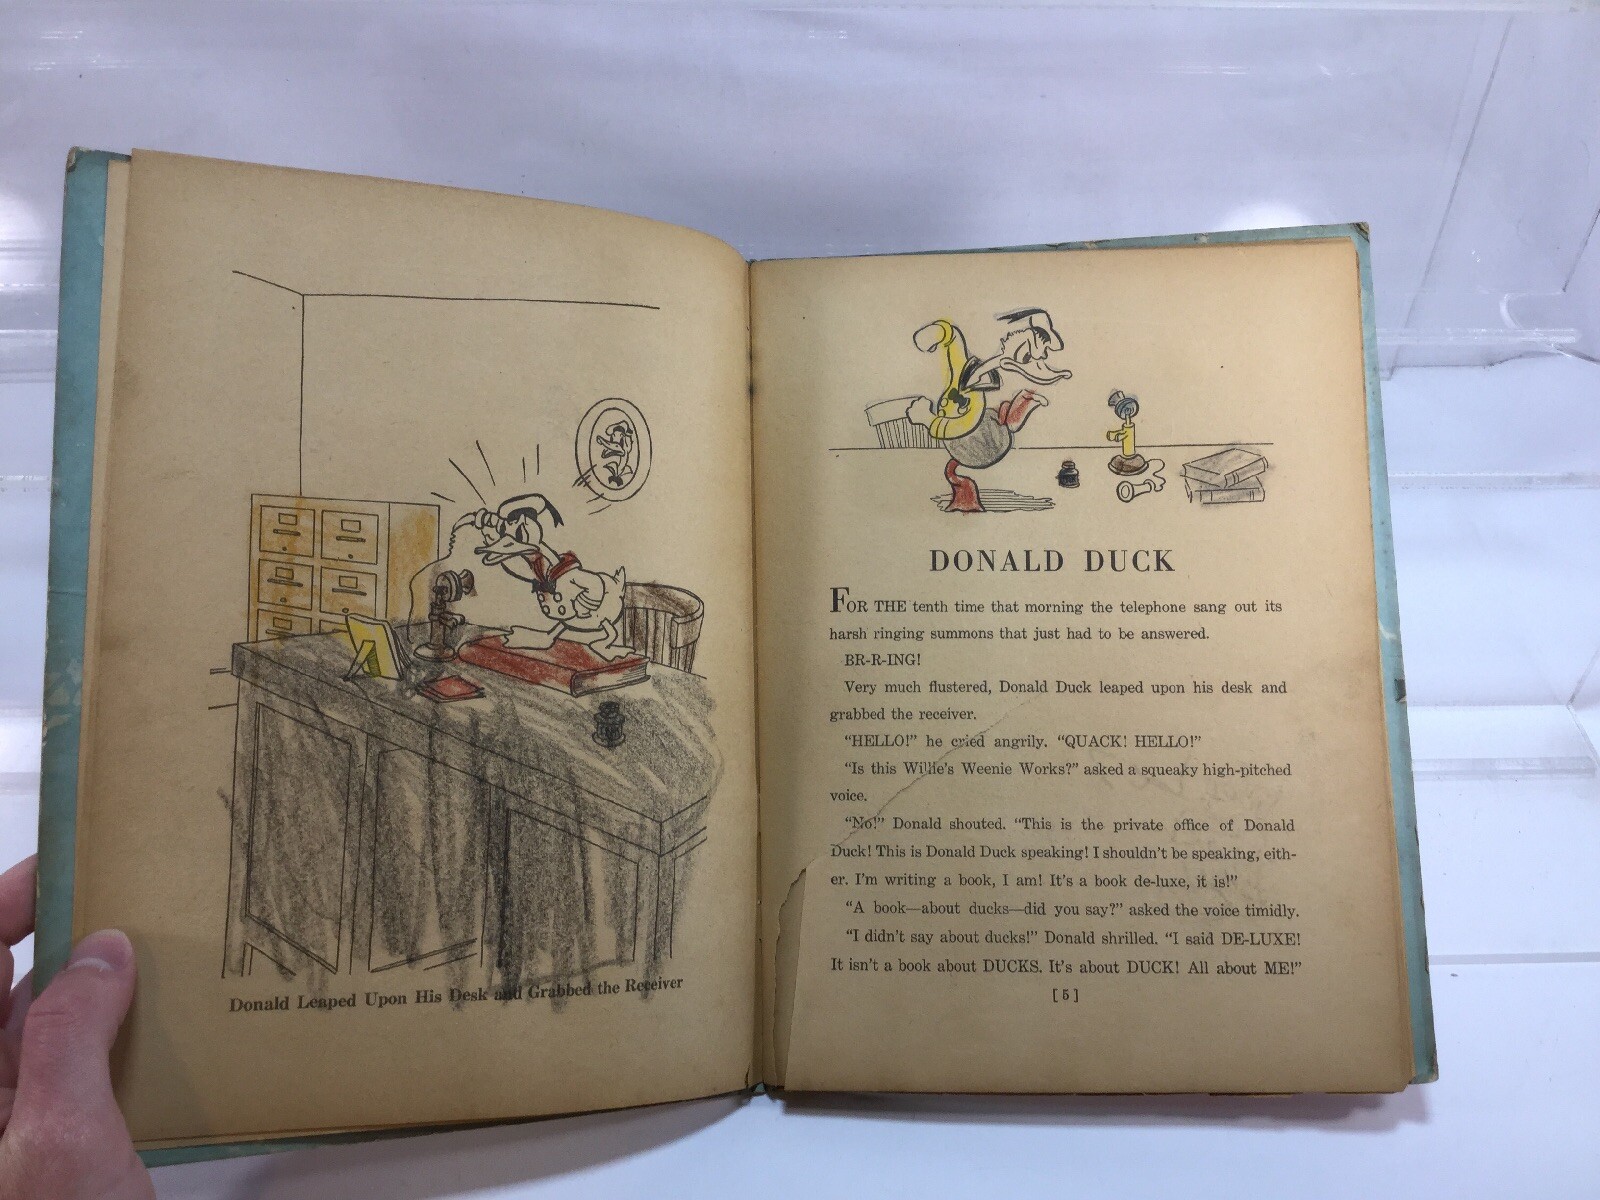 Donald Leaped Upon His Desk and Grabbed the Receiver
DONALD DUCK
FOR THE tenth time that morning the telephone sang out its
harsh ringing summons that just had to be answered.
BR-R-ING!
Very much flustered, Donald Duck leaped upon his desk and
grabbed the receiver.
“HELLO!” he cried angrily. “QUACK! HELLO!”
“Is this Willie’s Weenie Works?” asked a squeaky high-pitched
voice.
“No!” Donald shouted. “This is the private office of Donald
Duck! This is Donald Duck speaking! I shouldn’t be speaking, eith-
er. I’m writing a book, I am! It’s a book de-luxe, it is!”
“A book—about ducks—did you say?” asked the voice timidly.
“I didn’t say about ducks!” Donald shrilled. “I said DE-LUXE!
It isn’t a book about DUCKS. It’s about DUCK! All about ME!”
[5]